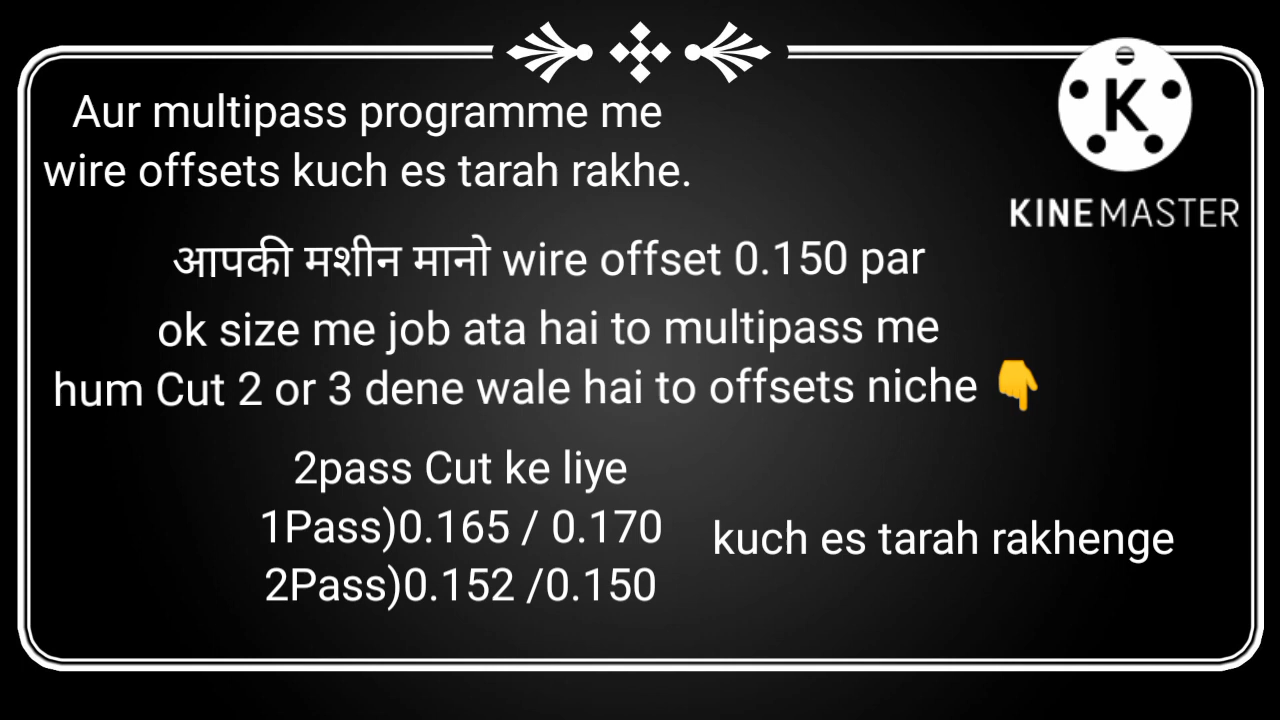 Aur multipass programme me
wire offsets kuch es tarah rakhe.
K
KINEMASTER
आपकी मशीन मानो wire offset 0.150 par
ok size me job ata hai to multipass me
hum Cut 2 or 3 dene wale hai to offsets niche 👇
2pass Cut ke liye
1Pass)0.165 / 0.170
2Pass)0.152 /0.150
kuch es tarah rakhenge